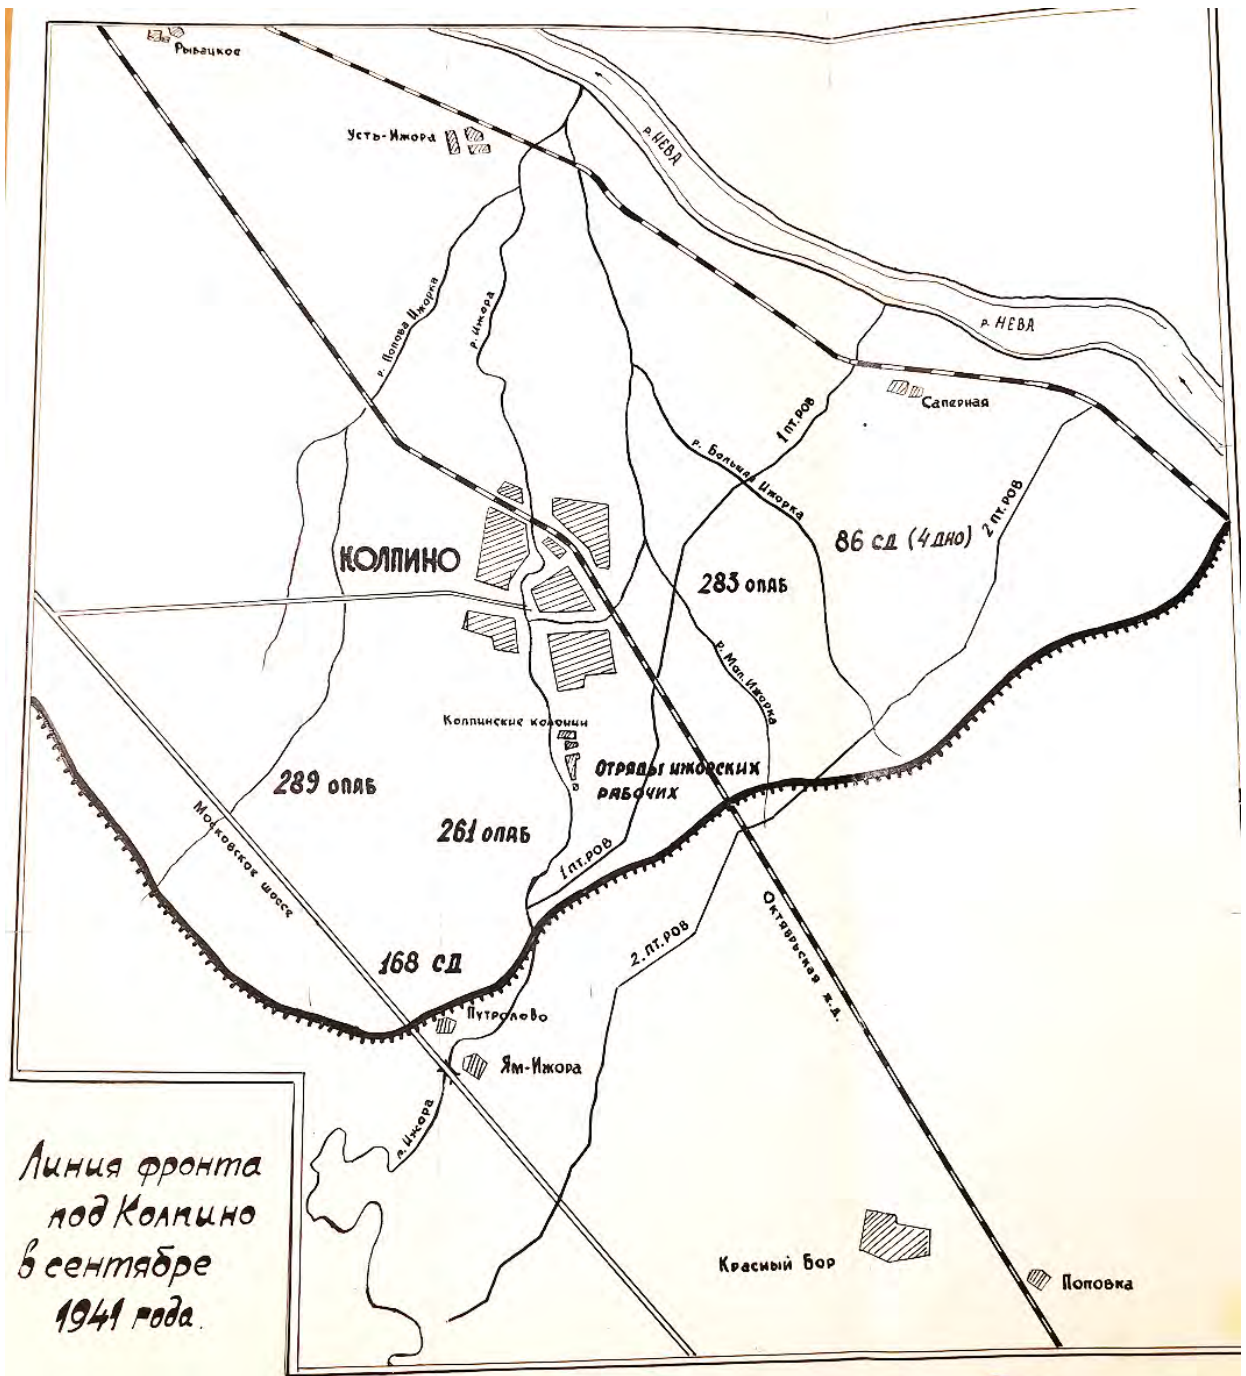 Рыбацкое
Усть-Ижора
р. НЕВА
р. Попова Ижорка
р. Ижора
р. НЕВА
Саперная
1 ПТ. РОВ
р. Большая Ижорка
2 ПТ. РОВ
86 СД (4 ДНО)
КОЛПИНО
283 ОПАБ
р. Мал. Ижорка
Колпинские колонии
ОТРЯДЫ ИЖОРСКИХ
РАБОЧИХ
289 ОПАБ
Московское шоссе
261 ОПАБ
1 ПТ. РОВ
Октябрьская ж.д.
2. ПТ. РОВ
168 СД
Путролово
Ям-Ижора
р. Ижора
Красный Бор
Поповка
Линия фронта
под Колпино
в сентябре
1941 года.